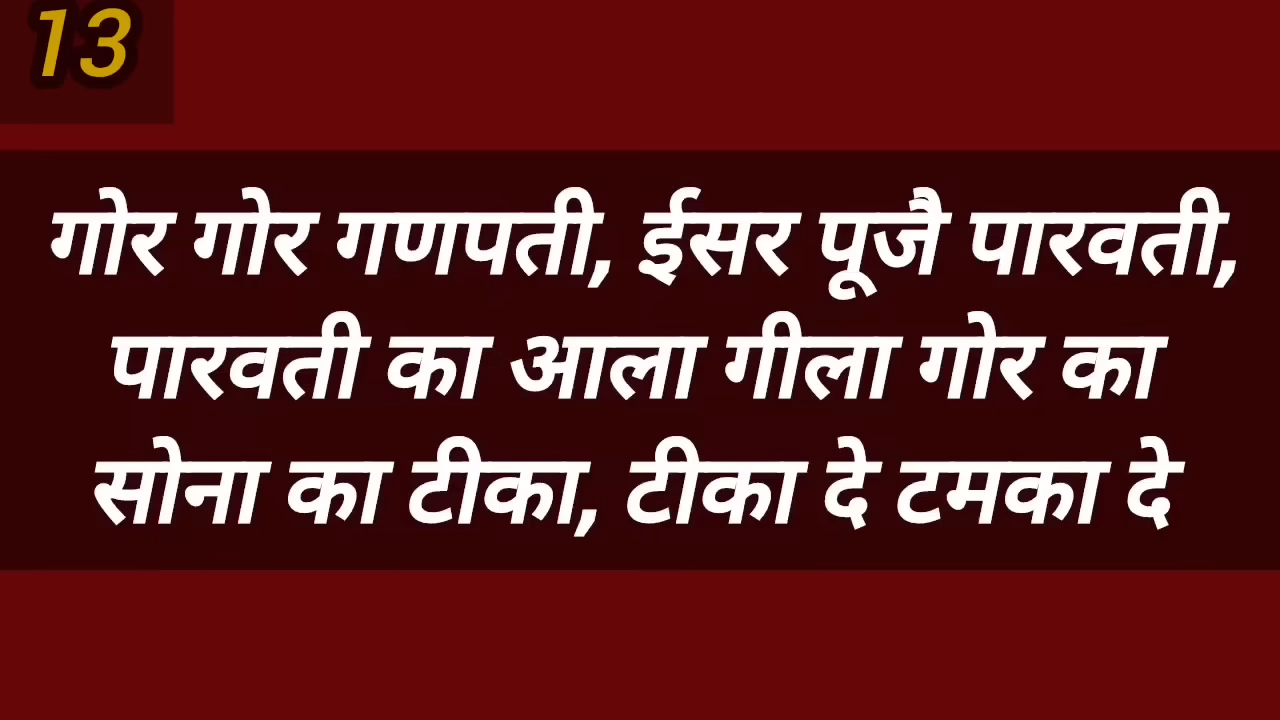 13
गोर गोर गणपती, ईसर पूजै पारवती,
पारवती का आला गीला गोर का
सोना का टीका, टीका दे टमका दे